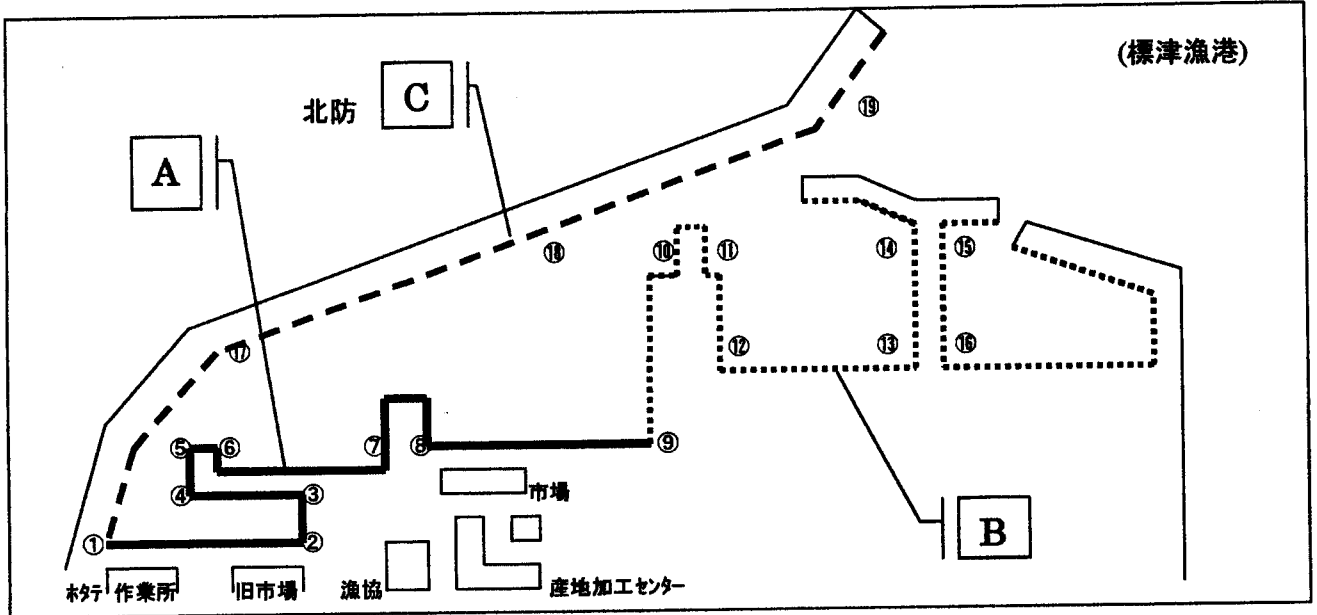 (標津漁港)
北防
C
A
B
⑲
⑱
⑩
⑪
⑭
⑮
⑰
⑫
⑬
⑯
⑤
⑥
⑦
⑧
⑨
④
③
①
②
市場
ホタテ
作業所
旧市場
漁協
産地加工センター